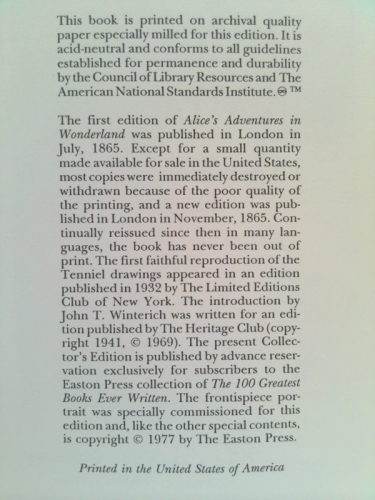 This book is printed on archival quality
paper especially milled for this edition. It is
acid-neutral and conforms to all guidelines
established for permanence and durability
by the Council of Library Resources and The
American National Standards Institute.♾ ™
The first edition of Alice's Adventures in
Wonderland was published in London in
July, 1865. Except for a small quantity
made available for sale in the United States,
most copies were immediately destroyed or
withdrawn because of the poor quality of
the printing, and a new edition was pub-
lished in London in November, 1865. Con-
tinually reissued since then in many lan-
guages, the book has never been out of
print. The first faithful reproduction of the
Tenniel drawings appeared in an edition
published in 1932 by The Limited Editions
Club of New York. The introduction by
John T. Winterich was written for an edi-
tion published by The Heritage Club (copy-
right 1941, © 1969). The present Collec-
tor's Edition is published by advance reser-
vation exclusively for subscribers to the
Easton Press collection of The 100 Greatest
Books Ever Written. The frontispiece por-
trait was specially commissioned for this
edition and, like the other special contents,
is copyright © 1977 by The Easton Press.
Printed in the United States of America